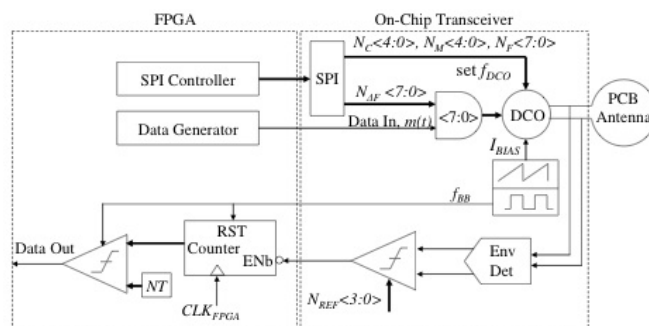 FPGA
On-Chip Transceiver
N_C<4:0>, N_M<4:0>, N_F<7:0>
SPI Controller
SPI
set f_DCO
N_ΔF <7:0>
Data Generator
Data In, m(t)
<7:0>
DCO
PCB
Antenna
I_BIAS
f_BB
Data Out
RST
Counter
ENb
Env
Det
NT
CLK_FPGA
N_REF<3:0>